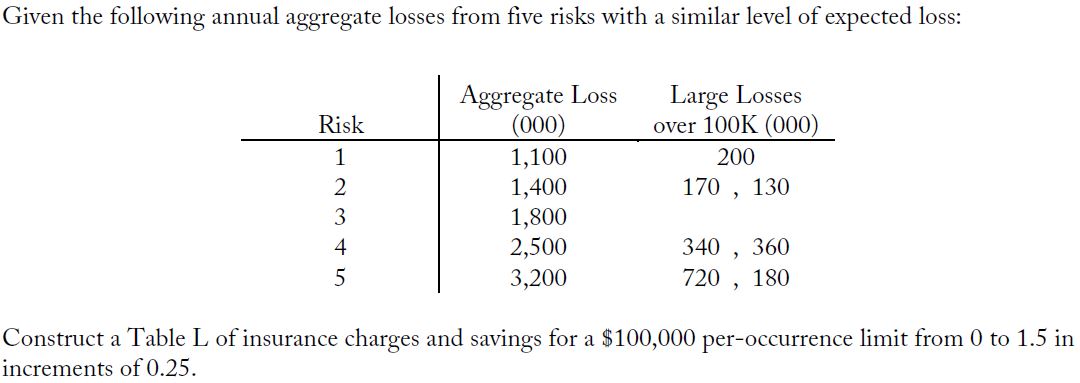 Given the following annual aggregate losses from five risks with a similar level of expected loss:
Aggregate Loss Large Losses
Risk (000) over 100K (000)
1 1,100 200
2 1,400 170 , 130
3 1,800
4 2,500 340 , 360
5 3,200 720 , 180
Construct a Table L of insurance charges and savings for a $100,000 per-occurrence limit from 0 to 1.5 in
increments of 0.25.